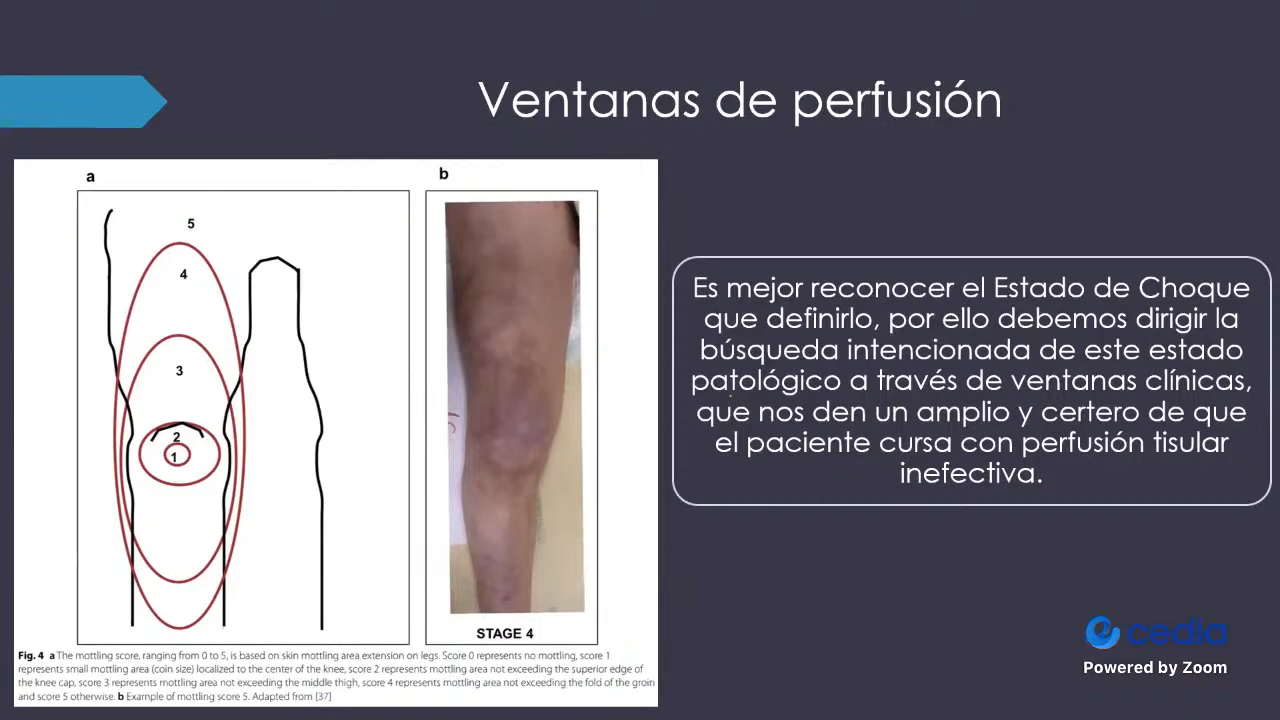 Ventanas de perfusión
a
b
5
4
3
2
1
STAGE 4
Fig. 4 a The mottling score, ranging from 0 to 5, is based on skin mottling area extension on legs. Score 0 represents no mottling, score 1
represents small mottling area (coin size) localized to the center of the knee, score 2 represents mottling area not exceeding the superior edge of
the knee cap, score 3 represents mottling area not exceeding the middle thigh, score 4 represents mottling area not exceeding the fold of the groin
and score 5 otherwise. b Example of mottling score 5. Adapted from [37]
Es mejor reconocer el Estado de Choque
que definirlo, por ello debemos dirigir la
búsqueda intencionada de este estado
patológico a través de ventanas clínicas,
que nos den un amplio y certero de que
el paciente cursa con perfusión tisular
inefectiva.
cedia
Powered by Zoom